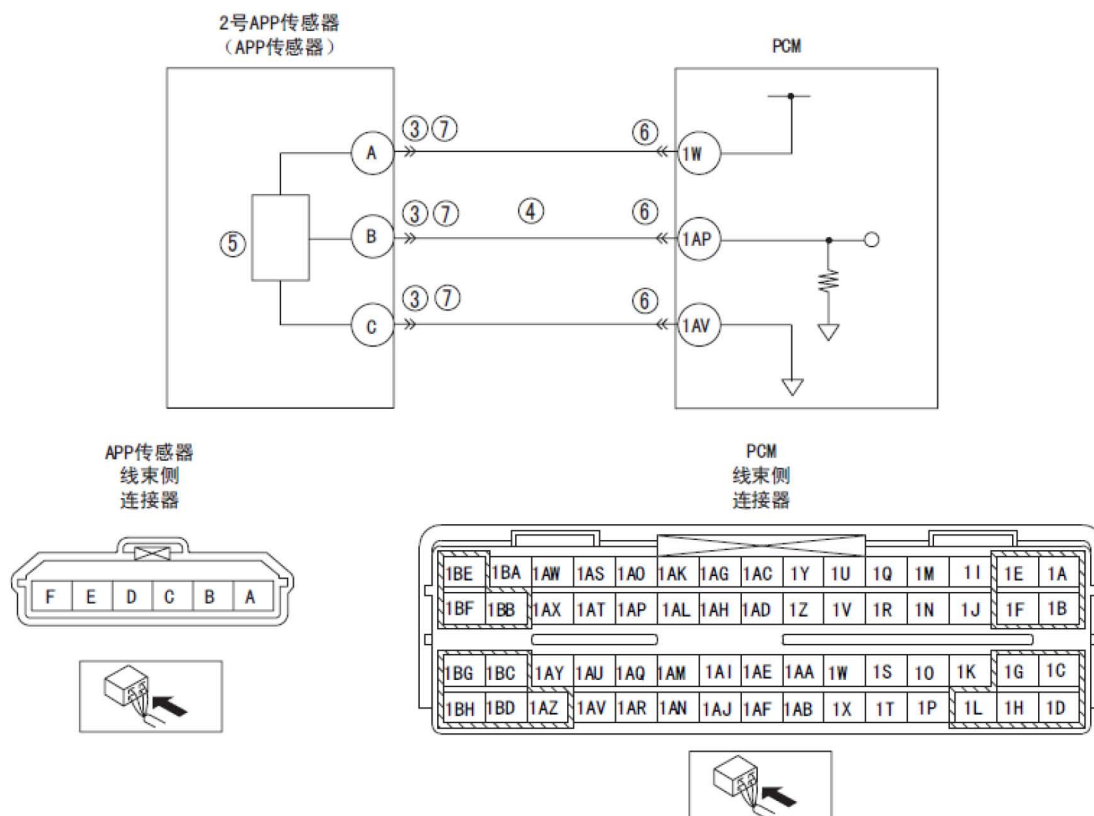 2号APP传感器
（APP传感器）
PCM
A
③⑦
⑥
1W
B
③⑦
④
⑥
1AP
⑤
C
③⑦
⑥
1AV
APP传感器
线束侧
连接器
F E D C B A
PCM
线束侧
连接器
1BE 1BA 1AW 1AS 1AO 1AK 1AG 1AC 1Y 1U 1Q 1M 1I 1E 1A
1BF 1BB 1AX 1AT 1AP 1AL 1AH 1AD 1Z 1V 1R 1N 1J 1F 1B
1BG 1BC 1AY 1AU 1AQ 1AM 1AI 1AE 1AA 1W 1S 1O 1K 1G 1C
1BH 1BD 1AZ 1AV 1AR 1AN 1AJ 1AF 1AB 1X 1T 1P 1L 1H 1D